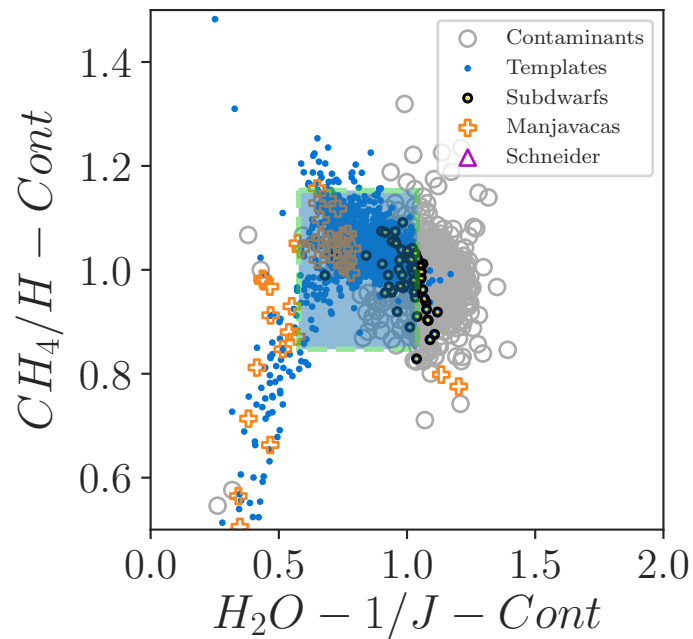 Contaminants
Templates
Subdwarfs
Manjavacas
Schneider
1.4
1.2
1.0
0.8
0.6
CH₄/H − Cont
0.0 0.5 1.0 1.5 2.0
H₂O − 1/J − Cont